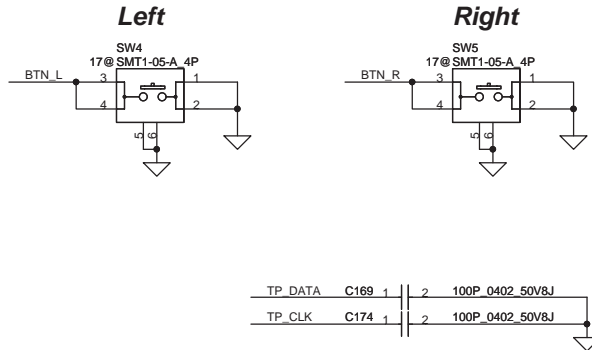 Left
Right
SW4
17@ SMT1-05-A_4P
BTN_L
3
1
4
2
5
6
SW5
17@ SMT1-05-A_4P
BTN_R
3
1
4
2
5
6
TP_DATA C169 1 2 100P_0402_50V8J
TP_CLK C174 1 2 100P_0402_50V8J